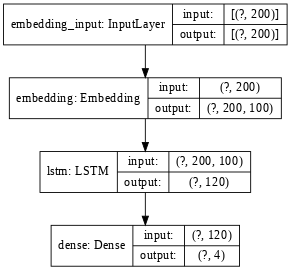 embedding_input: InputLayer
input: [(?, 200)]
output: [(?, 200)]
embedding: Embedding
input: (?, 200)
output: (?, 200, 100)
lstm: LSTM
input: (?, 200, 100)
output: (?, 120)
dense: Dense
input: (?, 120)
output: (?, 4)